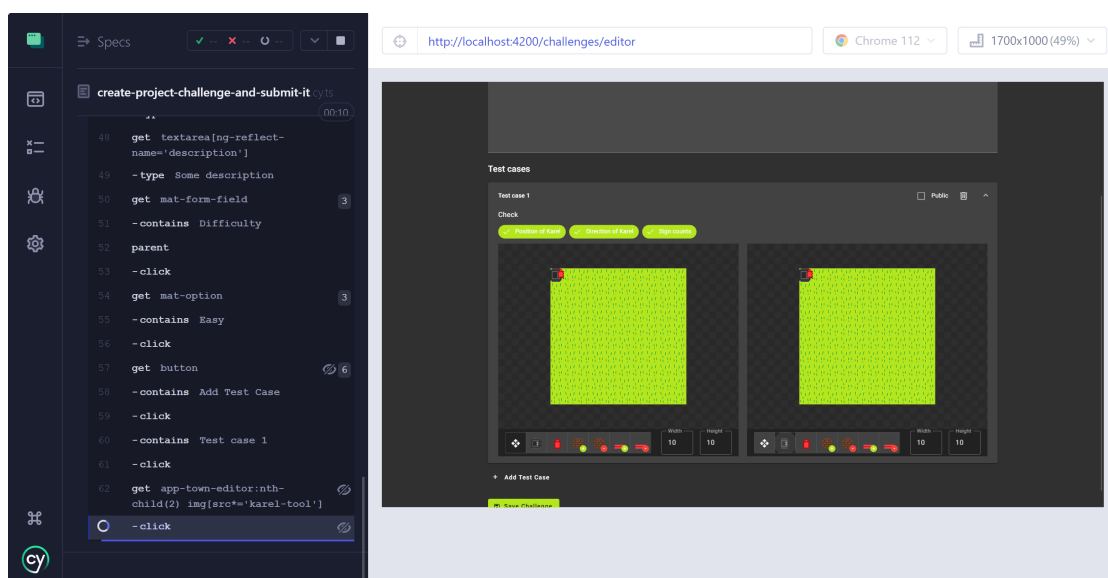 Specs
✓ -- ✕ -- --
http://localhost:4200/challenges/editor
Chrome 112
1700x1000 (49%)
create-project-challenge-and-submit-it cy.ts
00:10
48 get textarea[ng-reflect-
name='description']
49 -type Some description
50 get mat-form-field 3
51 -contains Difficulty
52 parent
53 -click
54 get mat-option 3
55 -contains Easy
56 -click
57 get button 6
58 -contains Add Test Case
59 -click
60 -contains Test case 1
61 -click
62 get app-town-editor:nth-
child(2) img[src*='karel-tool']
-click
cy
Test cases
Test case 1
Public
Check
Position of Karel
Direction of Karel
Sign counts
Width
10
Height
10
Width
10
Height
10
+ Add Test Case
Save Challenge